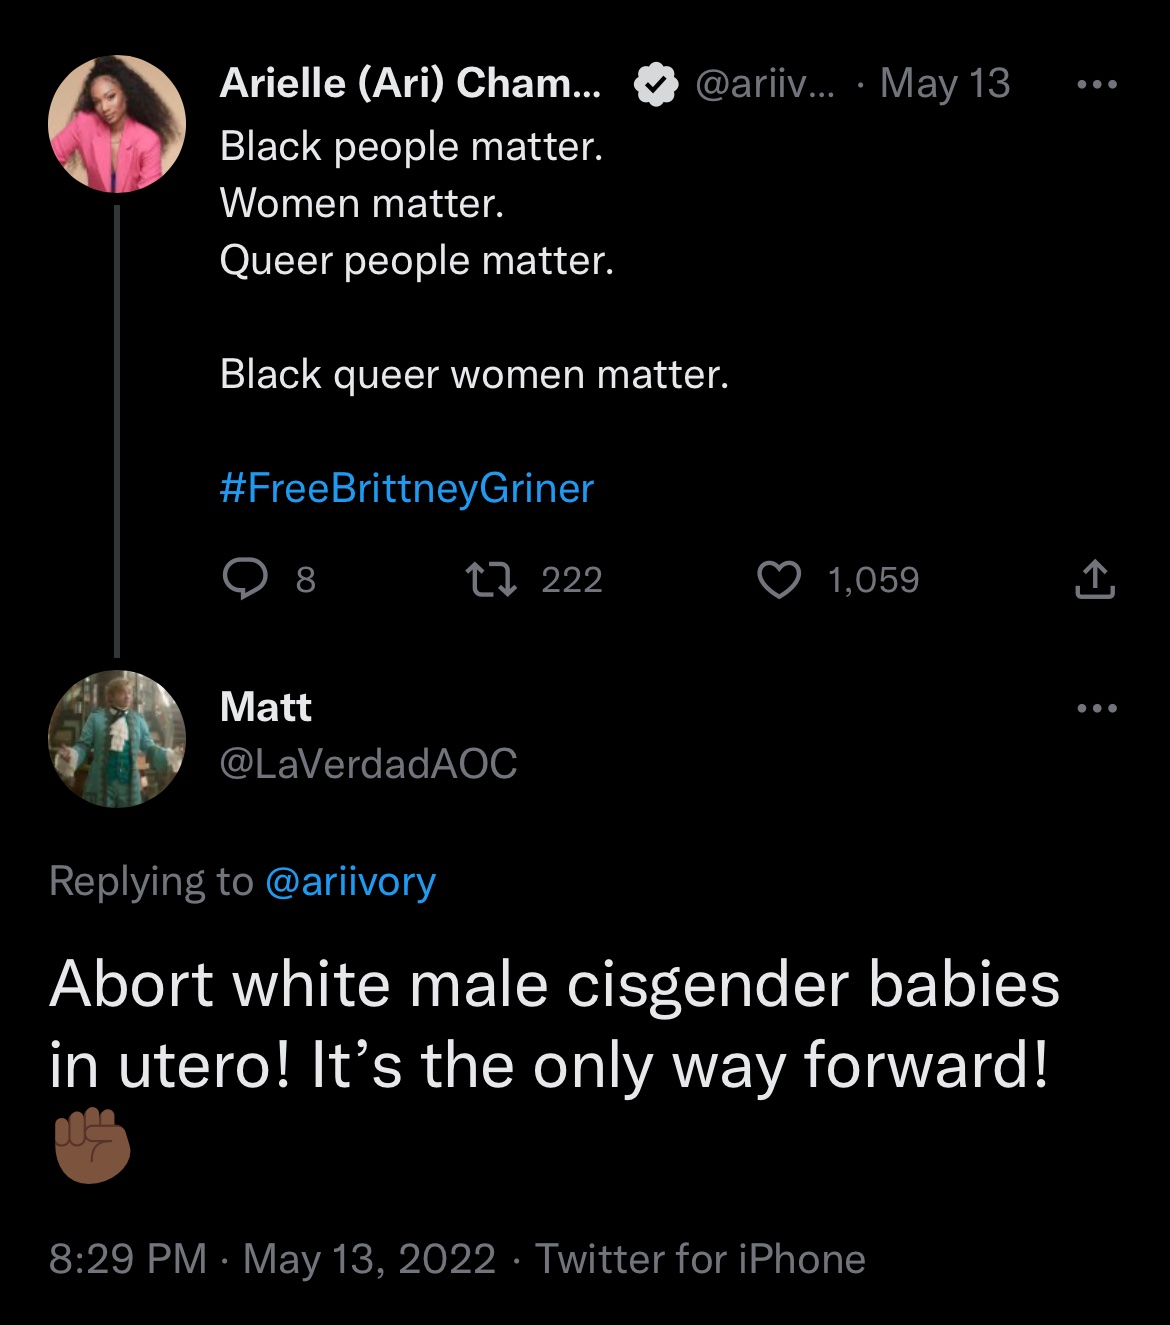 Arielle (Ari) Cham... @ariiv... · May 13
Black people matter.
Women matter.
Queer people matter.
Black queer women matter.
#FreeBrittneyGriner
8 222 1,059
Matt
@LaVerdadAOC
Replying to @ariivory
Abort white male cisgender babies
in utero! It’s the only way forward!
✊🏾
8:29 PM · May 13, 2022 · Twitter for iPhone